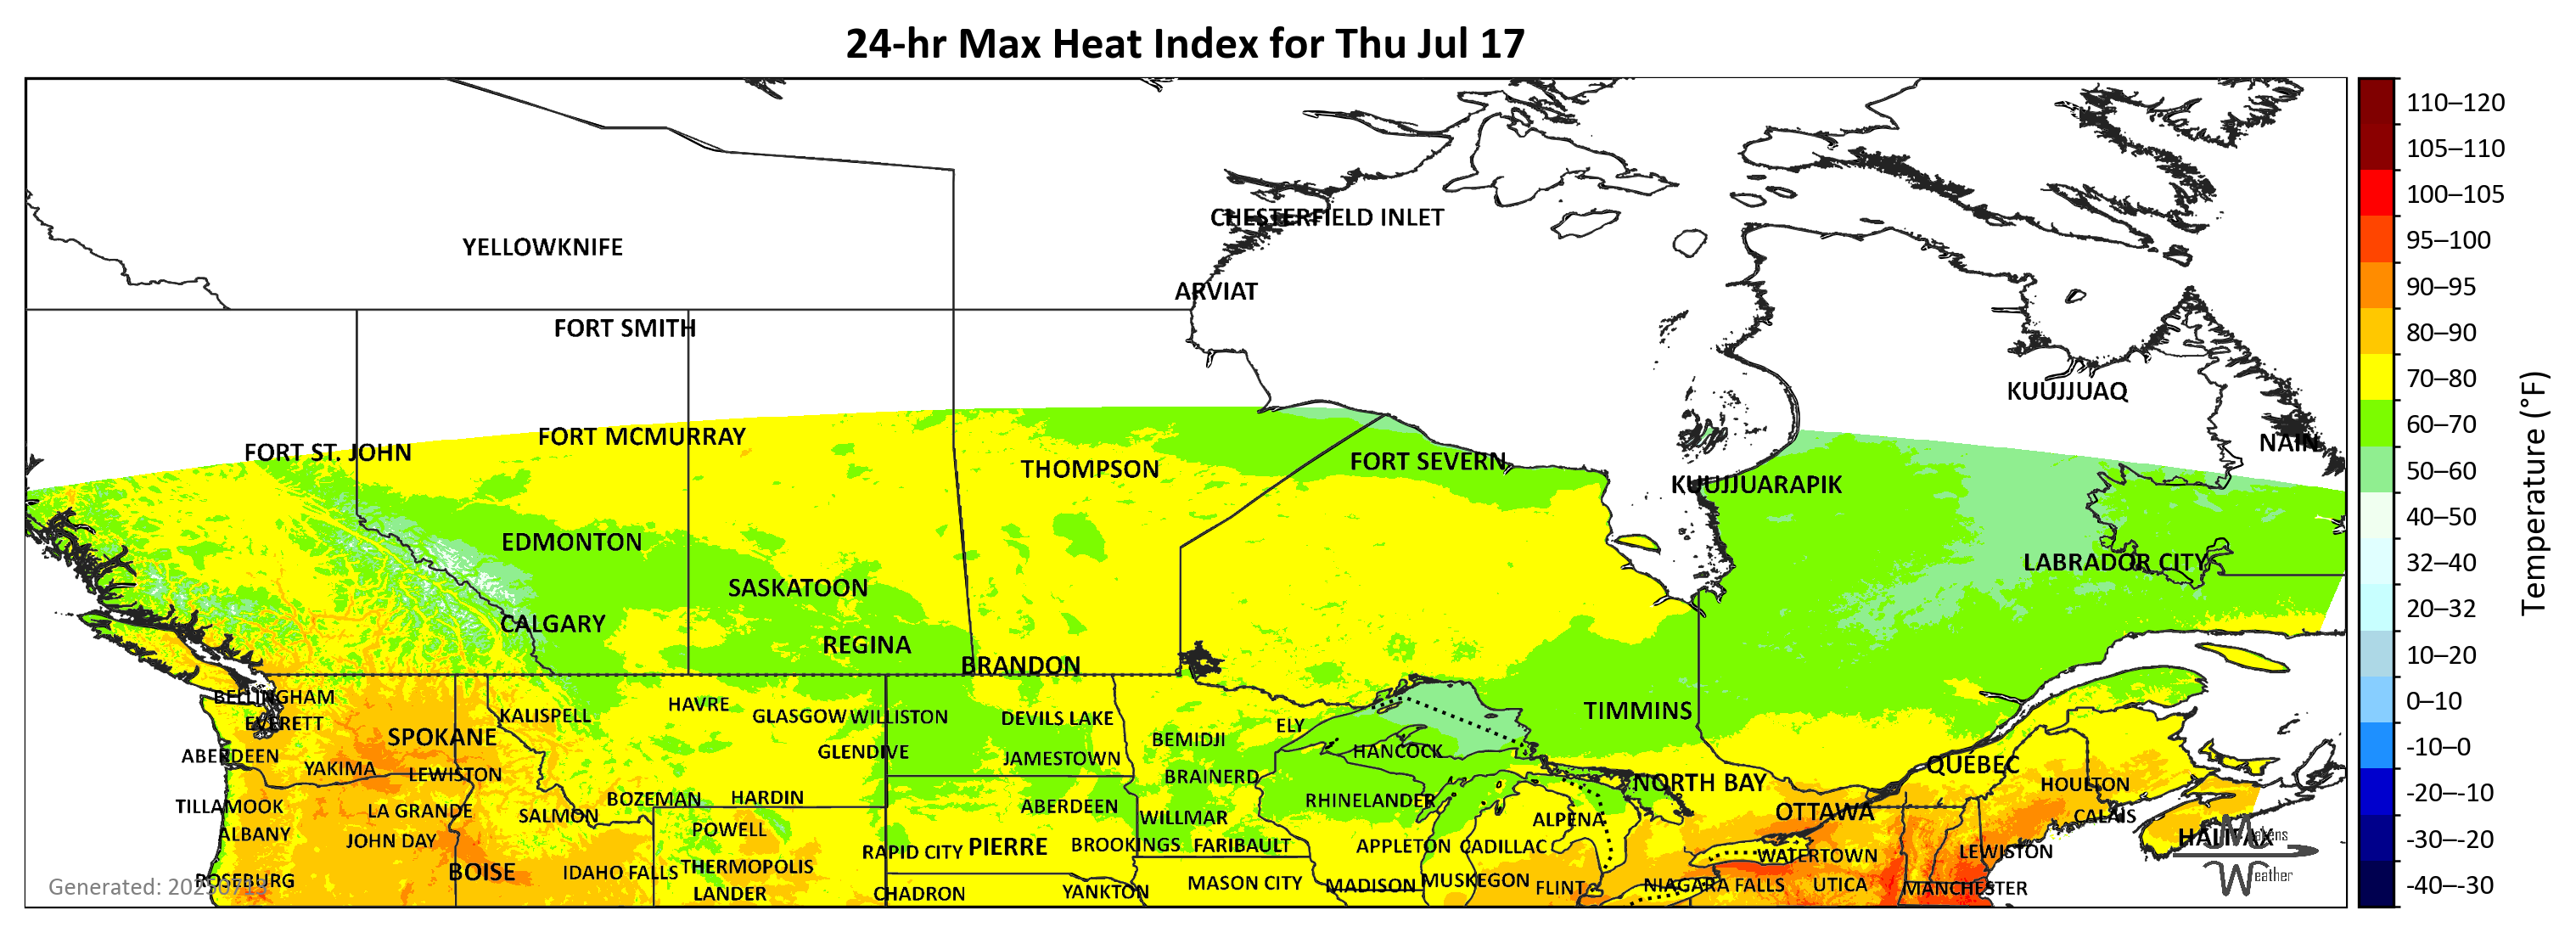 24-hr Max Heat Index for Thu Jul 17
110–120
105–110
CHESTERFIELD INLET
100–105
YELLOWKNIFE
95–100
ARVIAT
90–95
FORT SMITH
80–90
KUUJJUAQ
70–80
FORT ST. JOHN
FORT MCMURRAY
NAIN
60–70
THOMPSON
FORT SEVERN
KUUJJUARAPIK
50–60
40–50
EDMONTON
LABRADOR CITY
32–40
SASKATOON
20–32
CALGARY
REGINA
BRANDON
10–20
BELLINGHAM
HAVRE
0–10
EVERETT
KALISPELL
GLASGOW
WILLISTON
DEVILS LAKE
ELY
TIMMINS
SPOKANE
BEMIDJI
-10–0
ABERDEEN
GLENDIVE
JAMESTOWN
HANCOCK
YAKIMA
LEWISTON
BRAINERD
NORTH BAY
QUÉBEC
HOULTON
-20–-10
TILLAMOOK
LA GRANDE
SALMON
BOZEMAN
HARDIN
ABERDEEN
WILLMAR
RHINELANDER
ALPENA
OTTAWA
CALAIS
ALBANY
JOHN DAY
POWELL
-30–-20
HALIFAX
Makens
Weather
BOISE
IDAHO FALLS
THERMOPOLIS
RAPID CITY
PIERRE
BROOKINGS
FARIBAULT
APPLETON
CADILLAC
WATERTOWN
LEWISTON
-40–-30
ROSEBURG
LANDER
CHADRON
YANKTON
MASON CITY
MADISON
MUSKEGON
FLINT
NIAGARA FALLS
UTICA
MANCHESTER
Generated:
Temperature (°F)